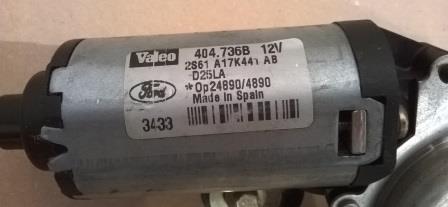 Valeo 404.736B 12V
2S61 A17K441 AB
D25LA
*Op24890/4890
Made in Spain
Ford
3433